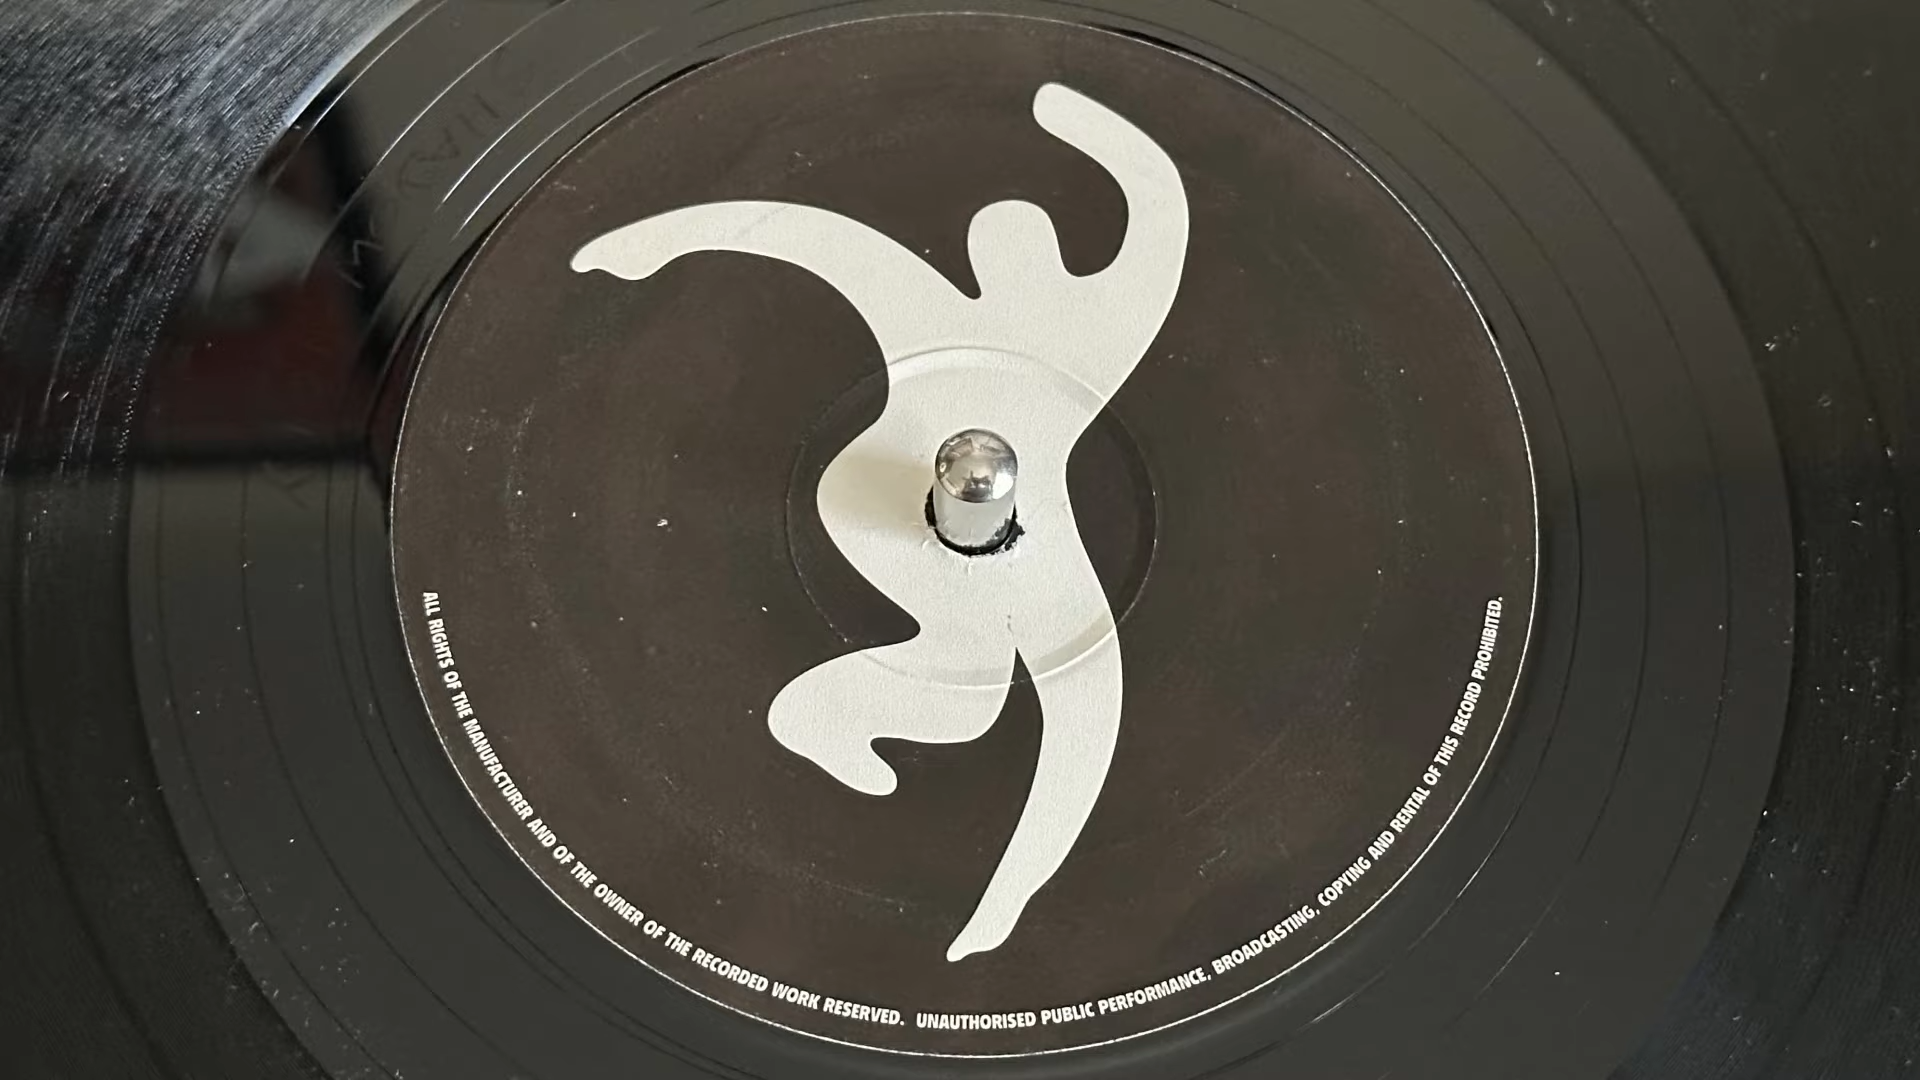 ALL RIGHTS OF THE MANUFACTURER AND OF THE OWNER OF THE RECORDED WORK RESERVED. UNAUTHORISED PUBLIC PERFORMANCE, BROADCASTING, COPYING AND RENTAL OF THIS RECORD PROHIBITED.